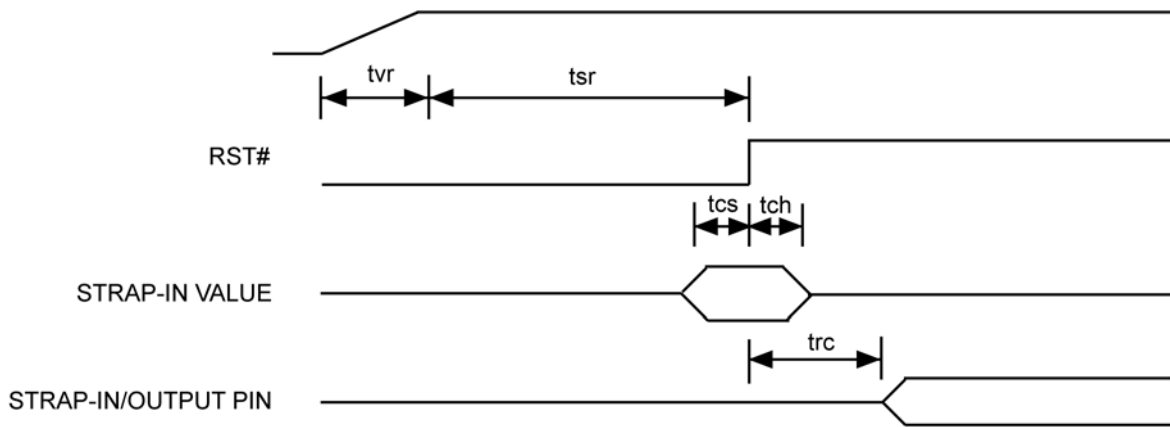 tvr
tsr
RST#
tcs
tch
STRAP-IN VALUE
trc
STRAP-IN/OUTPUT PIN